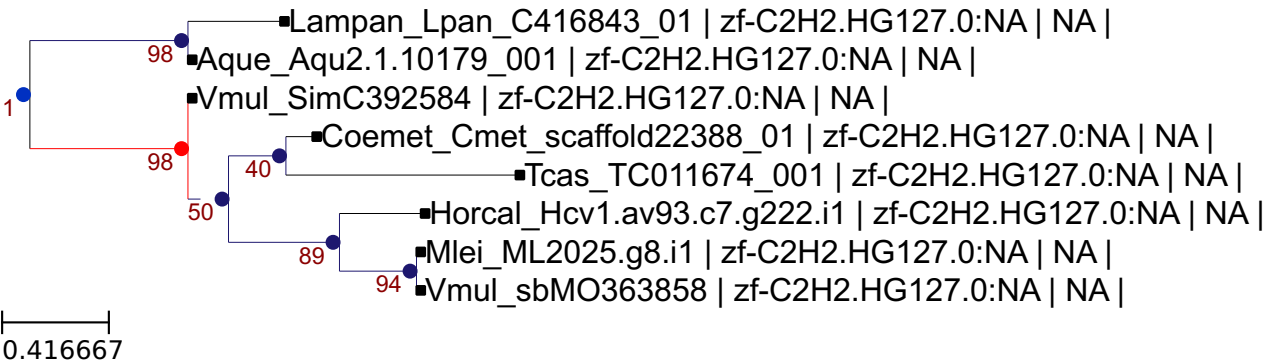 Lampan_Lpan_C416843_01 | zf-C2H2.HG127.0:NA | NA |
98
Aque_Aqu2.1.10179_001 | zf-C2H2.HG127.0:NA | NA |
1
Vmul_SimC392584 | zf-C2H2.HG127.0:NA | NA |
Coemet_Cmet_scaffold22388_01 | zf-C2H2.HG127.0:NA | NA |
98
40
Tcas_TC011674_001 | zf-C2H2.HG127.0:NA | NA |
50
Horcal_Hcv1.av93.c7.g222.i1 | zf-C2H2.HG127.0:NA | NA |
89
Mlei_ML2025.g8.i1 | zf-C2H2.HG127.0:NA | NA |
94
Vmul_sbMO363858 | zf-C2H2.HG127.0:NA | NA |
0.416667